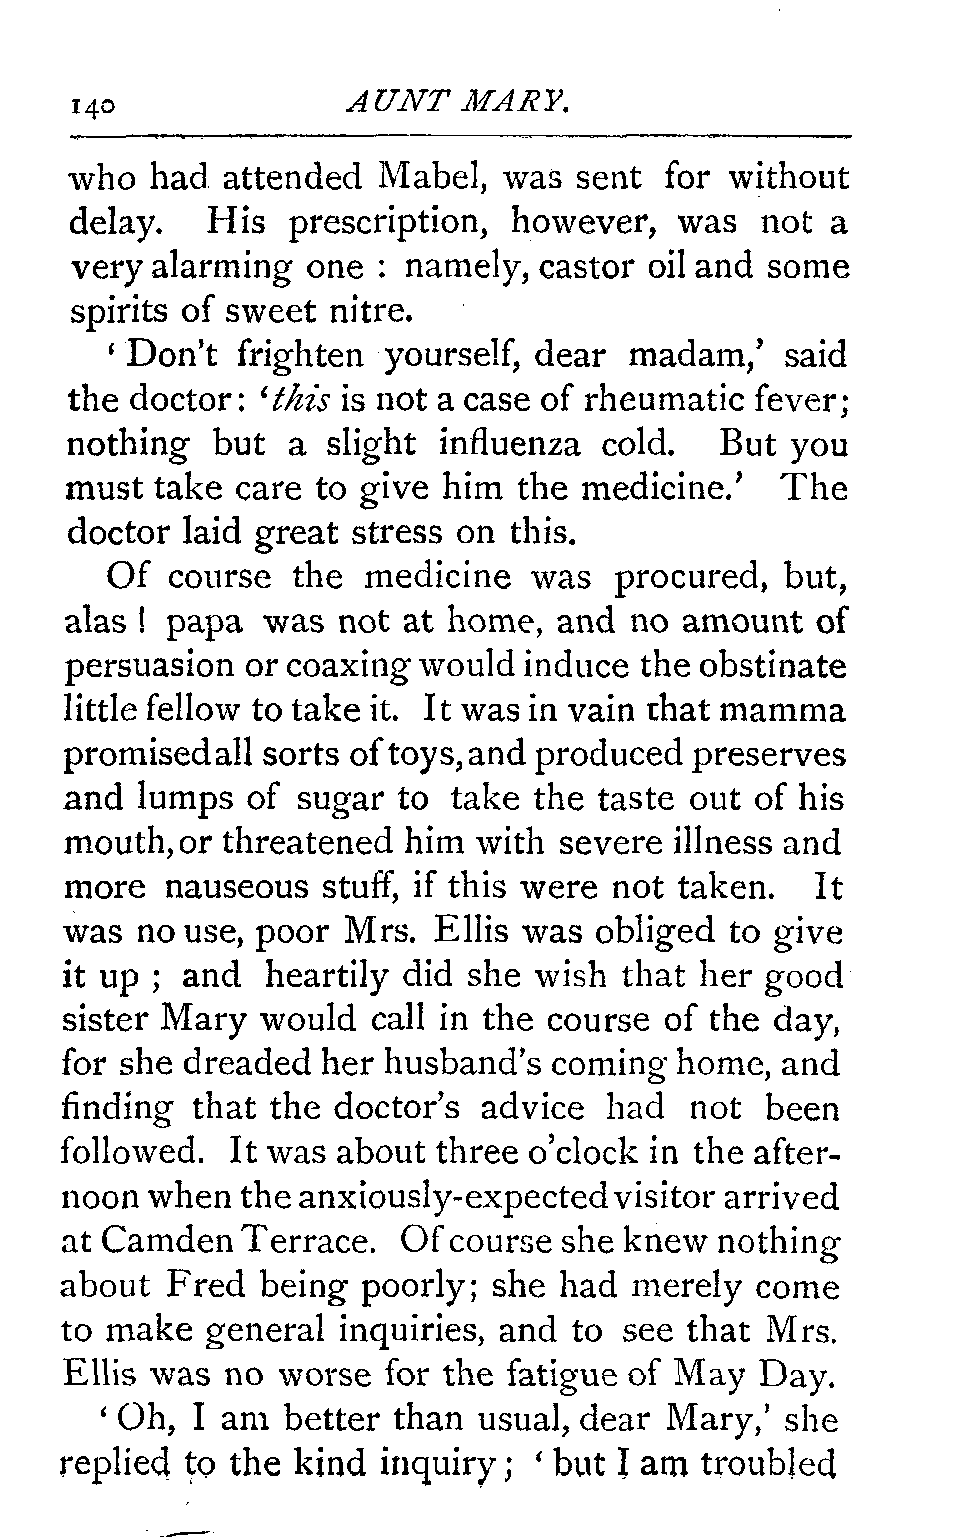 140 AUNT MARY.
who had attended Mabel, was sent for without
delay. His prescription, however, was not a
very alarming one : namely, castor oil and some
spirits of sweet nitre.
‘ Don’t frighten yourself, dear madam,’ said
the doctor: ‘this is not a case of rheumatic fever;
nothing but a slight influenza cold. But you
must take care to give him the medicine.’ The
doctor laid great stress on this.
Of course the medicine was procured, but,
alas ! papa was not at home, and no amount of
persuasion or coaxing would induce the obstinate
little fellow to take it. It was in vain that mamma
promised all sorts of toys, and produced preserves
and lumps of sugar to take the taste out of his
mouth, or threatened him with severe illness and
more nauseous stuff, if this were not taken. It
was no use, poor Mrs. Ellis was obliged to give
it up ; and heartily did she wish that her good
sister Mary would call in the course of the day,
for she dreaded her husband’s coming home, and
finding that the doctor’s advice had not been
followed. It was about three o’clock in the after-
noon when the anxiously-expected visitor arrived
at Camden Terrace. Of course she knew nothing
about Fred being poorly; she had merely come
to make general inquiries, and to see that Mrs.
Ellis was no worse for the fatigue of May Day.
‘ Oh, I am better than usual, dear Mary,’ she
replied to the kind inquiry ; ‘ but I am troubled